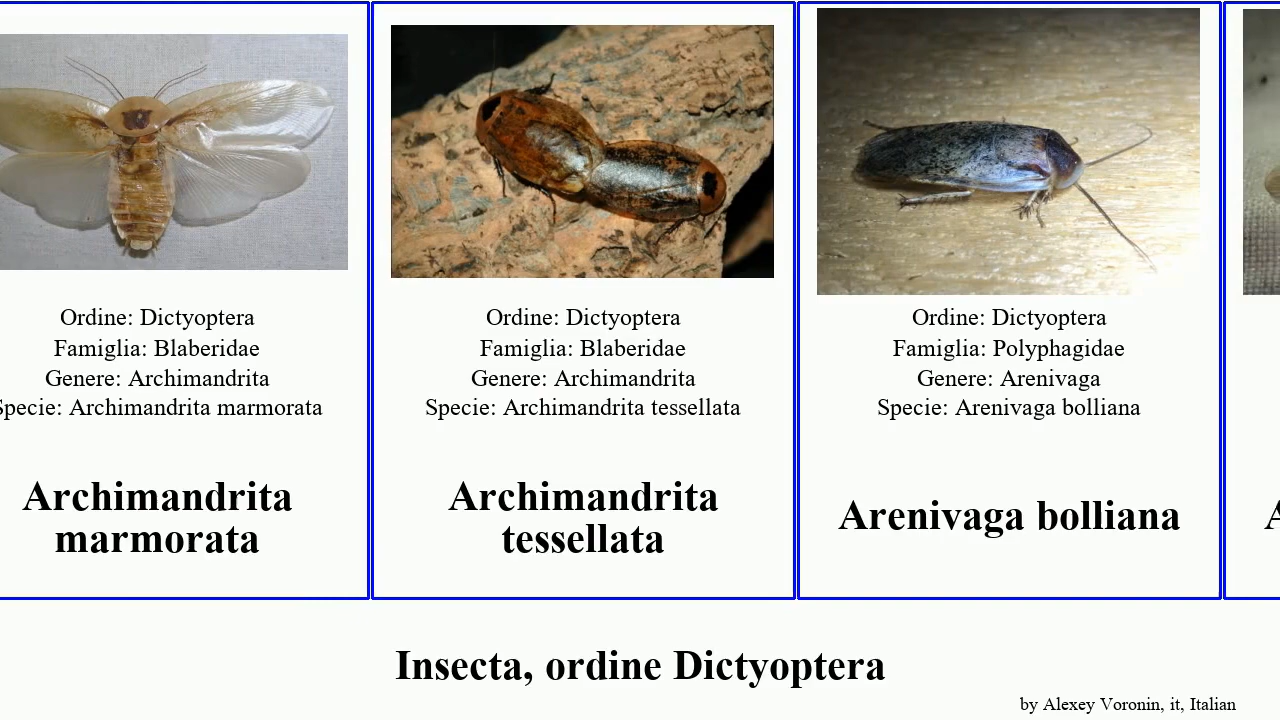 Ordine: Dictyoptera
Famiglia: Blaberidae
Genere: Archimandrita
Specie: Archimandrita marmorata
Archimandrita
marmorata
Ordine: Dictyoptera
Famiglia: Blaberidae
Genere: Archimandrita
Specie: Archimandrita tessellata
Archimandrita
tessellata
Ordine: Dictyoptera
Famiglia: Polyphagidae
Genere: Arenivaga
Specie: Arenivaga bolliana
Arenivaga bolliana
Insecta, ordine Dictyoptera
by Alexey Voronin, it, Italian